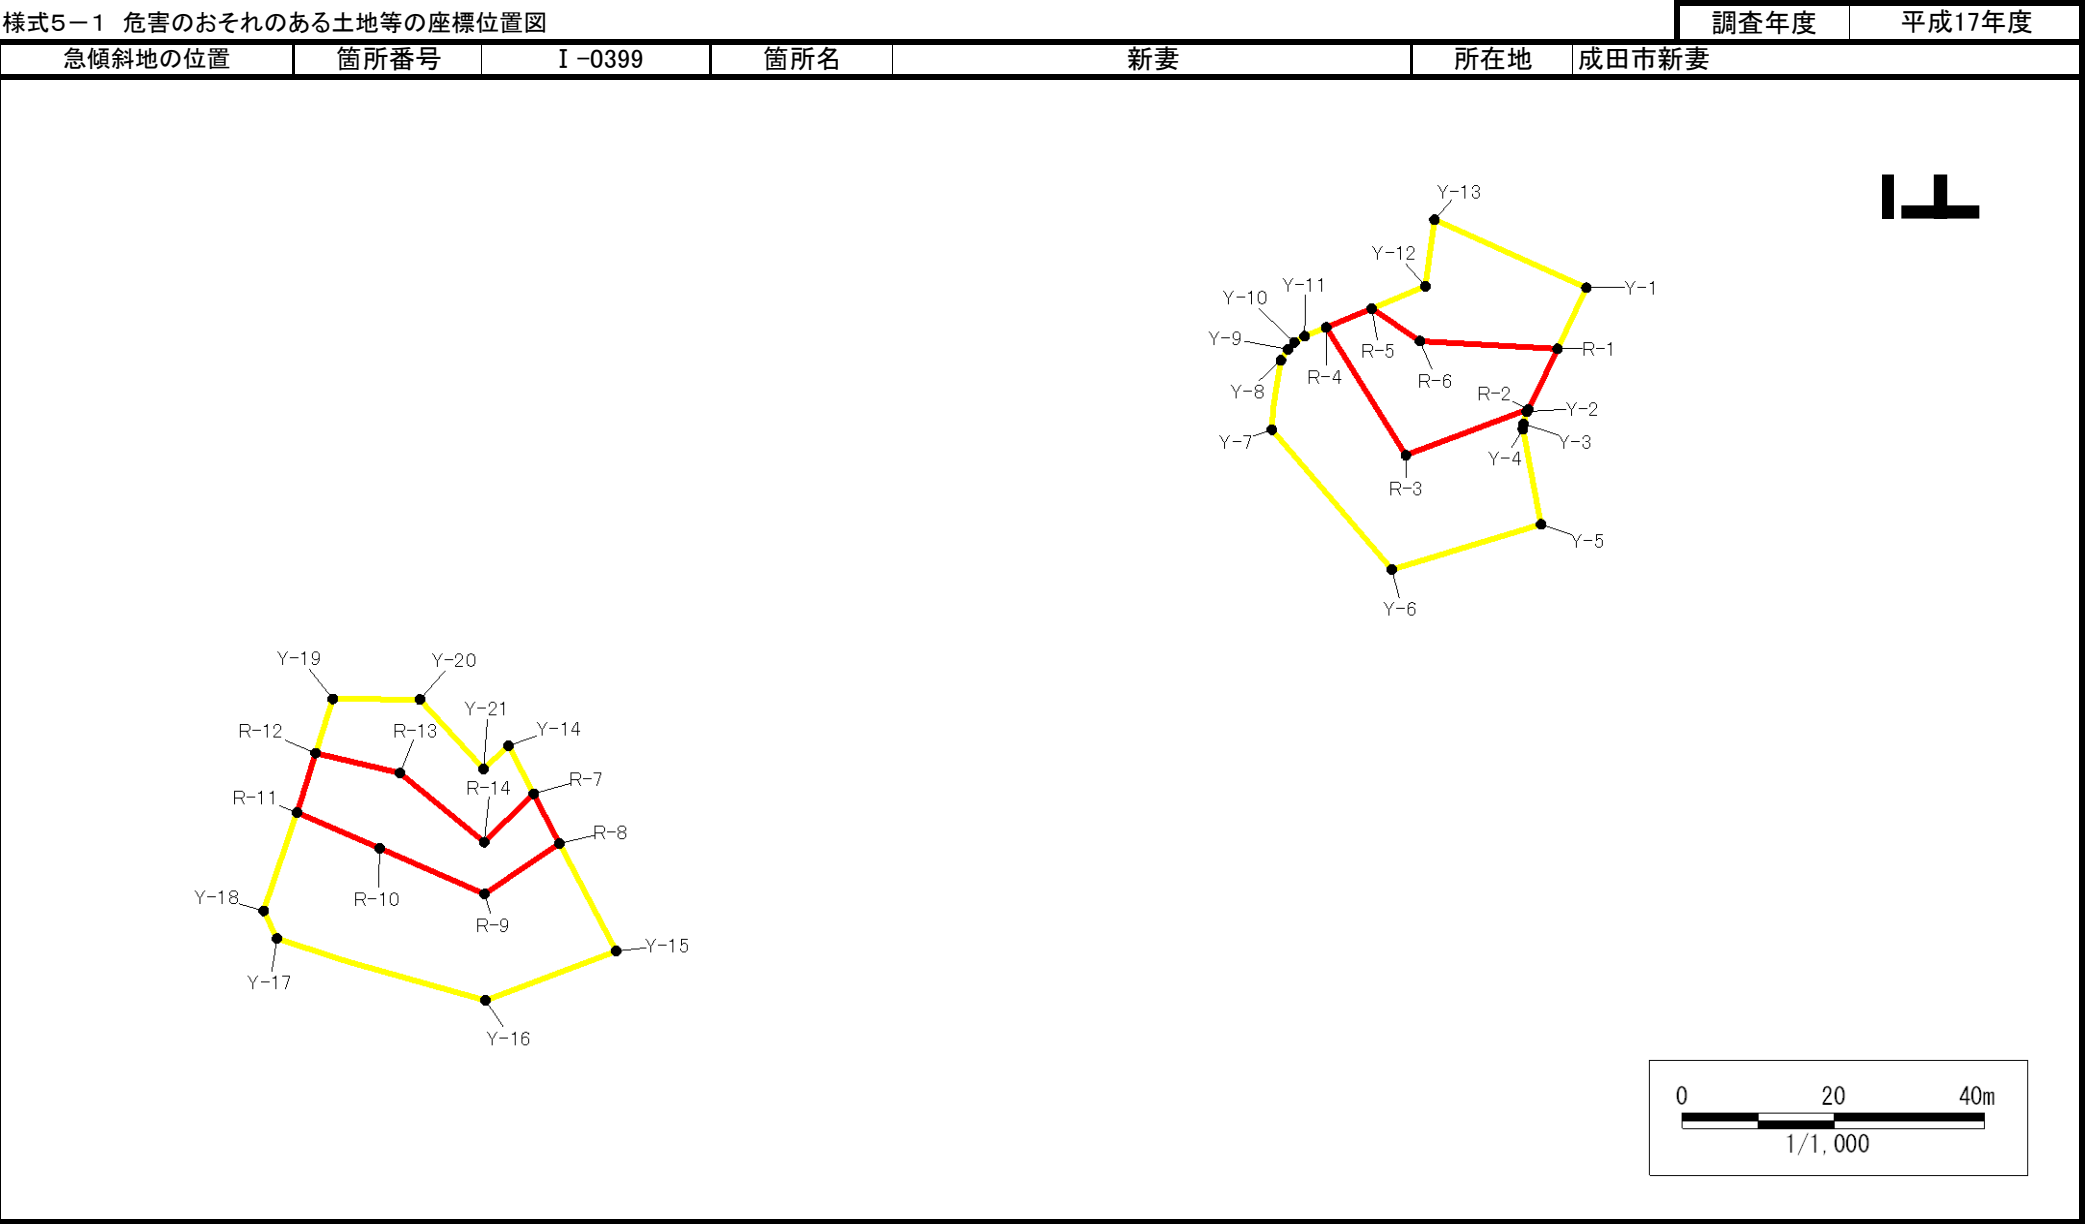 様式５－１ 危害のおそれのある土地等の座標位置図
調査年度 平成17年度
急傾斜地の位置 箇所番号 Ⅰ-0399 箇所名 新妻 所在地 成田市新妻
Y-13
Y-12
Y-11
Y-1
Y-10
Y-9
R-5
R-1
R-4
R-6
Y-8
R-2
Y-2
Y-7
Y-3
Y-4
R-3
Y-5
Y-6
Y-19
Y-20
Y-21
R-12
R-13
Y-14
R-14
R-7
R-11
R-8
Y-18
R-10
R-9
Y-15
Y-17
Y-16
0 20 40m
1/1,000